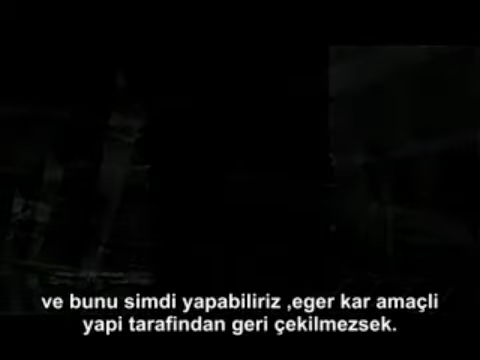 ve bunu simdi yapabiliriz ,eger kar amaçli
yapi tarafindan geri çekilmezsek.